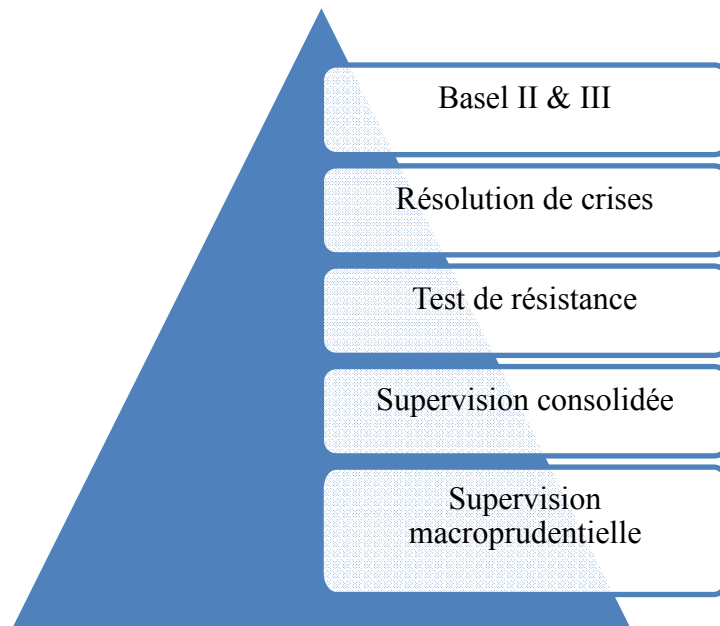 Basel II & III
Résolution de crises
Test de résistance
Supervision consolidée
Supervision
macroprudentielle